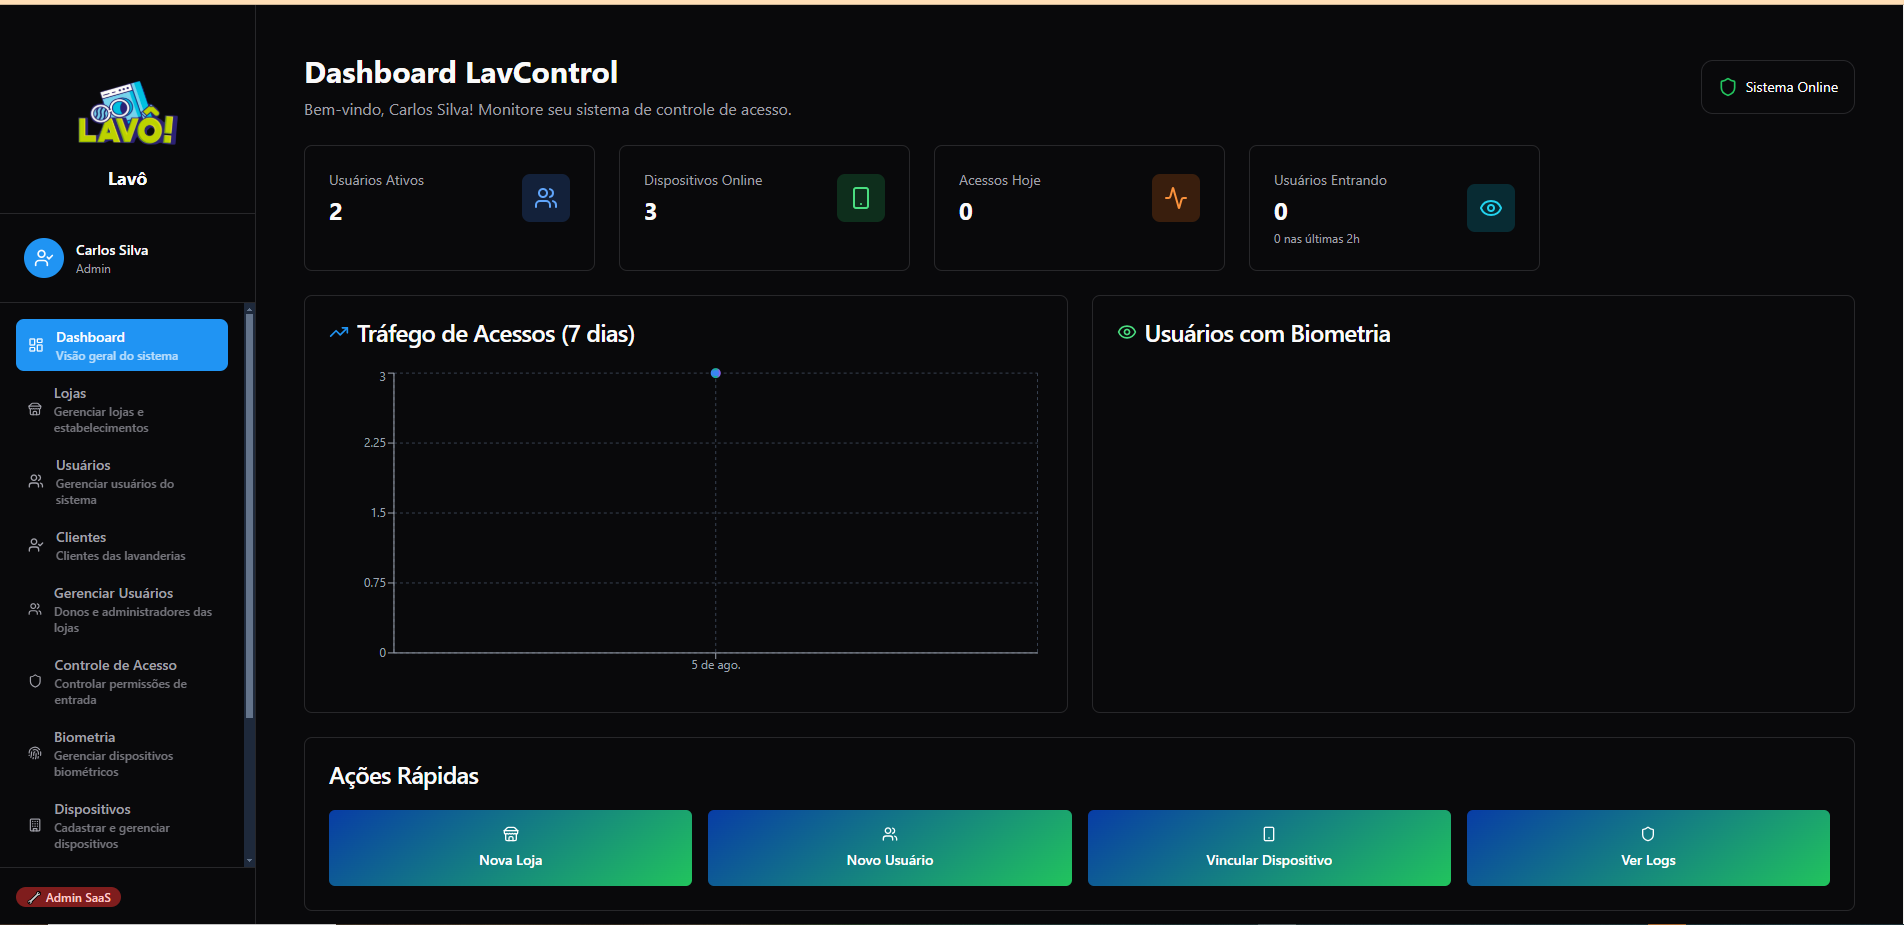 LAVÔ!
Lavô
Carlos Silva
Admin
Dashboard
Visão geral do sistema
Lojas
Gerenciar lojas e
estabelecimentos
Usuários
Gerenciar usuários do
sistema
Clientes
Clientes das lavanderias
Gerenciar Usuários
Donos e administradores das
lojas
Controle de Acesso
Controlar permissões de
entrada
Biometria
Gerenciar dispositivos
biométricos
Dispositivos
Cadastrar e gerenciar
dispositivos
Admin SaaS
Dashboard LavControl
Bem-vindo, Carlos Silva! Monitore seu sistema de controle de acesso.
Sistema Online
Usuários Ativos
2
Dispositivos Online
3
Acessos Hoje
0
Usuários Entrando
0
0 nas últimas 2h
Tráfego de Acessos (7 dias)
3
2.25
1.5
0.75
0
5 de ago.
Usuários com Biometria
Ações Rápidas
Nova Loja
Novo Usuário
Vincular Dispositivo
Ver Logs